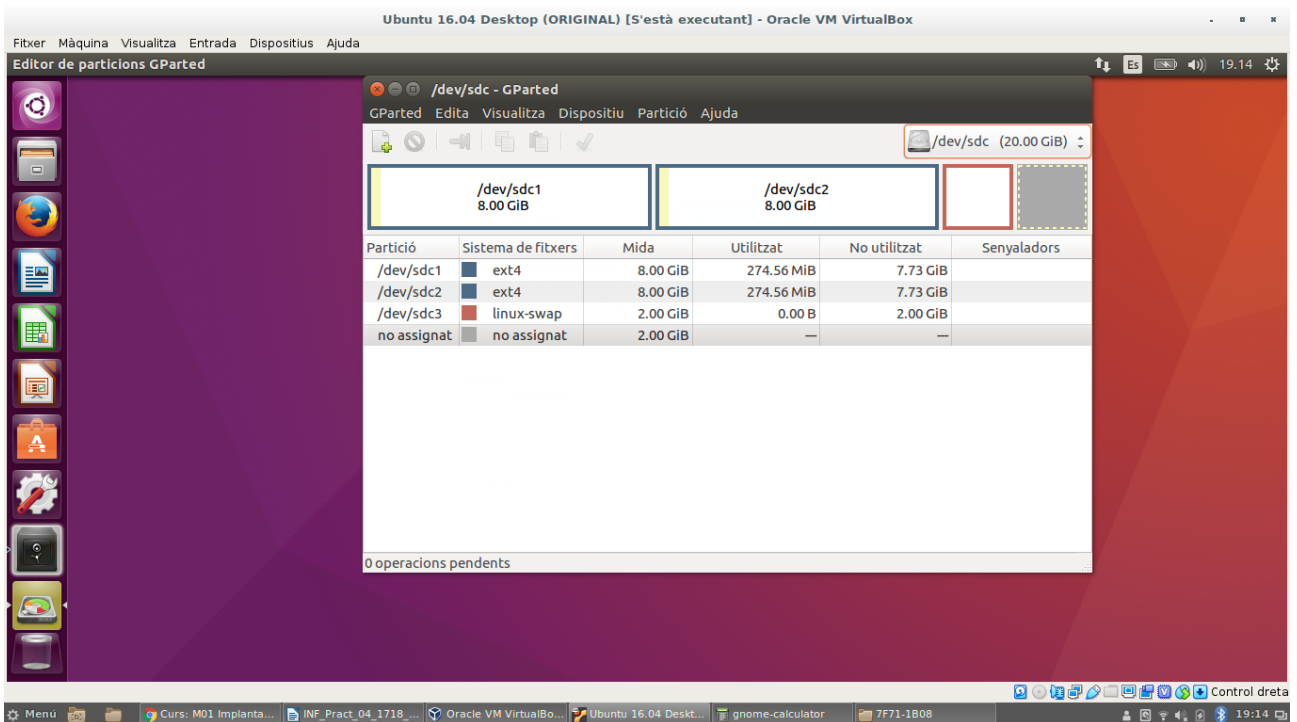 Ubuntu 16.04 Desktop (ORIGINAL) [S'està executant] - Oracle VM VirtualBox
Fitxer Màquina Visualitza Entrada Dispositius Ajuda
Editor de particions GParted Es 19.14
/dev/sdc - GParted
GParted Edita Visualitza Dispositiu Partició Ajuda
/dev/sdc (20.00 GiB)
/dev/sdc1 /dev/sdc2
8.00 GiB 8.00 GiB
Partició Sistema de fitxers Mida Utilitzat No utilitzat Senyaladors
/dev/sdc1 ext4 8.00 GiB 274.56 MiB 7.73 GiB
/dev/sdc2 ext4 8.00 GiB 274.56 MiB 7.73 GiB
/dev/sdc3 linux-swap 2.00 GiB 0.00 B 2.00 GiB
no assignat no assignat 2.00 GiB — —
0 operacions pendents
Control dreta
Menú Curs: M01 Implanta... INF_Pract_04_1718_... Oracle VM VirtualBo... Ubuntu 16.04 Deskt... gnome-calculator 7F71-1B08 19:14